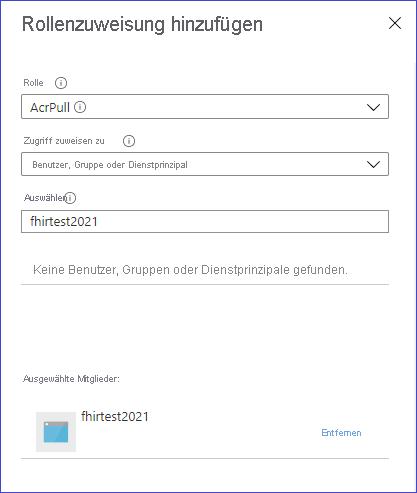 Rollenzuweisung hinzufügen
Rolle
AcrPull
Zugriff zuweisen zu
Benutzer, Gruppe oder Dienstprinzipal
Auswählen
fhirtest2021
Keine Benutzer, Gruppen oder Dienstprinzipale gefunden.
Ausgewählte Mitglieder:
fhirtest2021
Entfernen